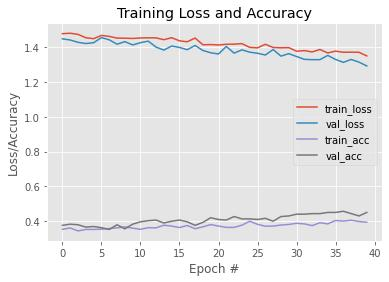 Training Loss and Accuracy
Loss/Accuracy
1.4
1.2
1.0
0.8
0.6
0.4
train_loss
val_loss
train_acc
val_acc
0 5 10 15 20 25 30 35 40
Epoch #